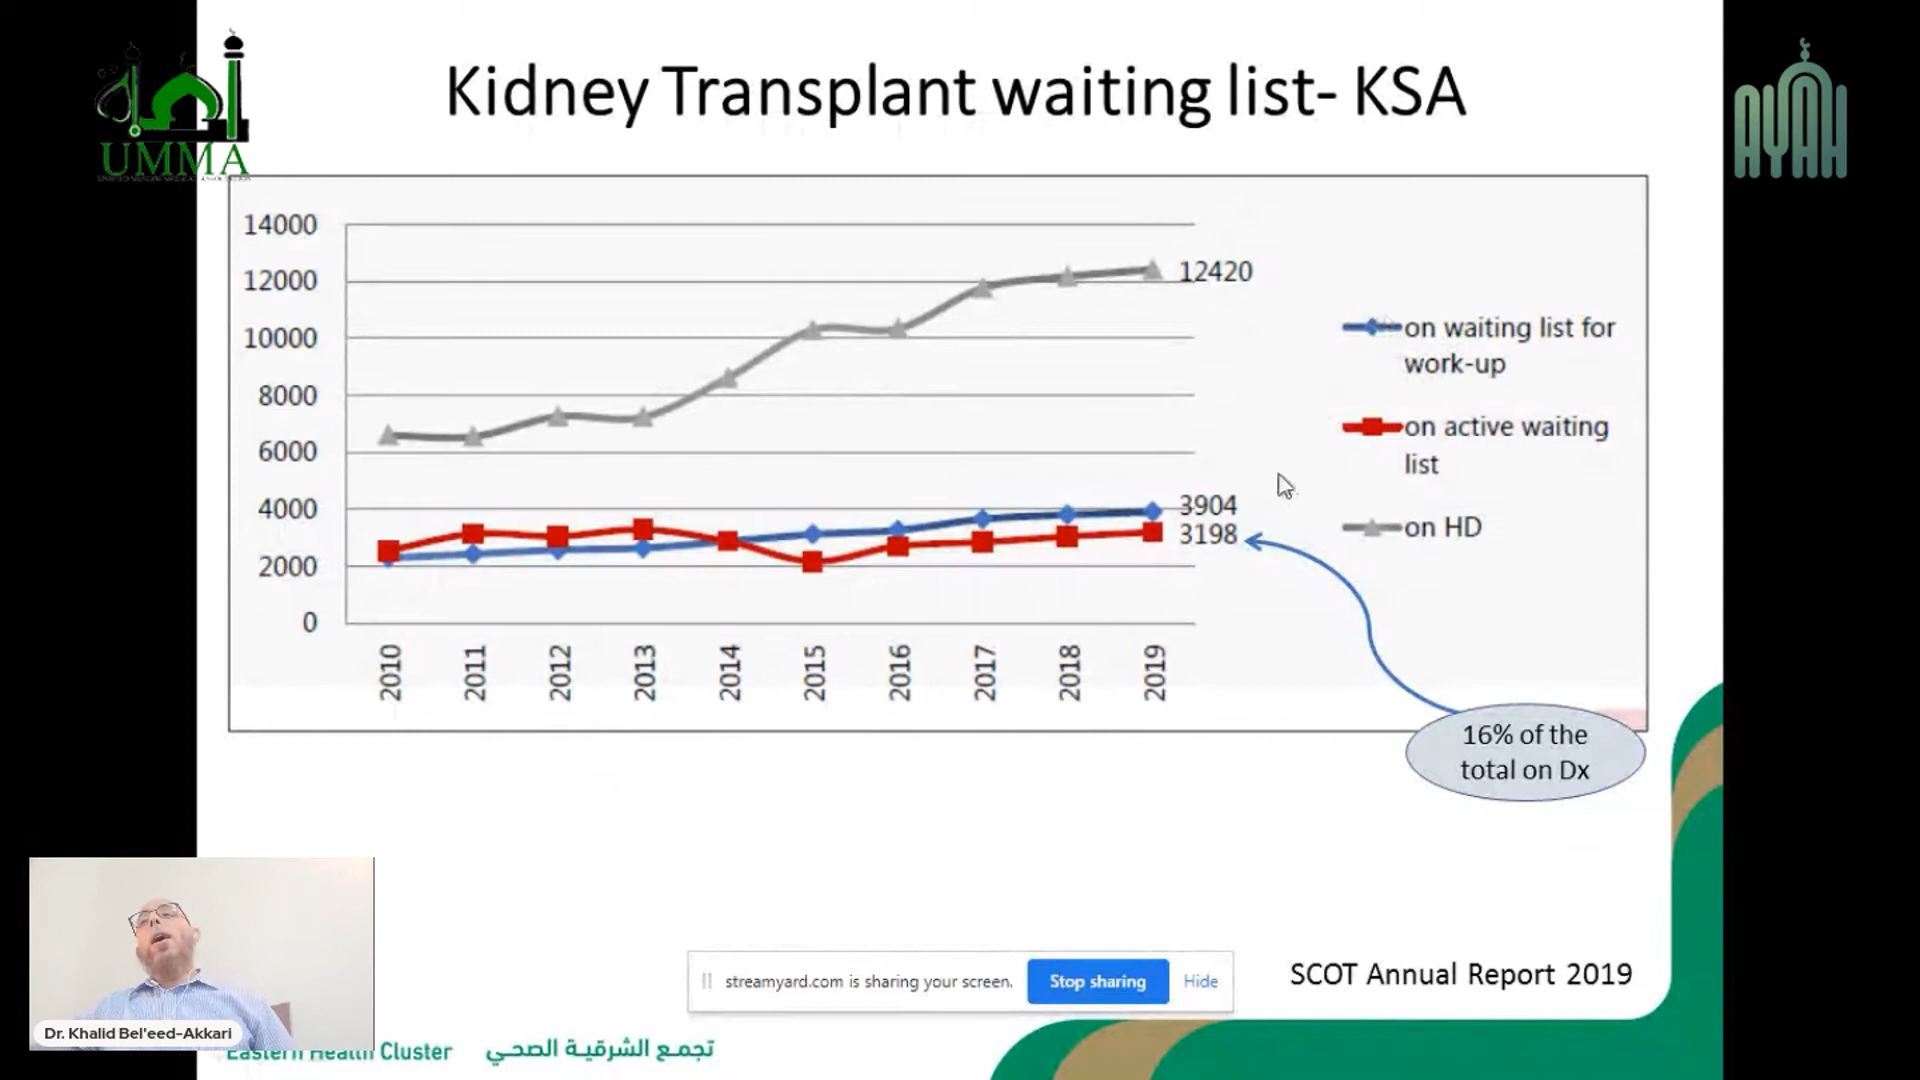 UMMA
AYAH
Kidney Transplant waiting list- KSA
14000
12000
10000
8000
6000
4000
2000
0
12420
3904
3198
2010
2011
2012
2013
2014
2015
2016
2017
2018
2019
on waiting list for
work-up
on active waiting
list
on HD
16% of the
total on Dx
SCOT Annual Report 2019
streamyard.com is sharing your screen.
Stop sharing
Hide
Dr. Khalid Bel'eed-Akkari
Eastern Health Cluster
تجمع الشرقية الصحي